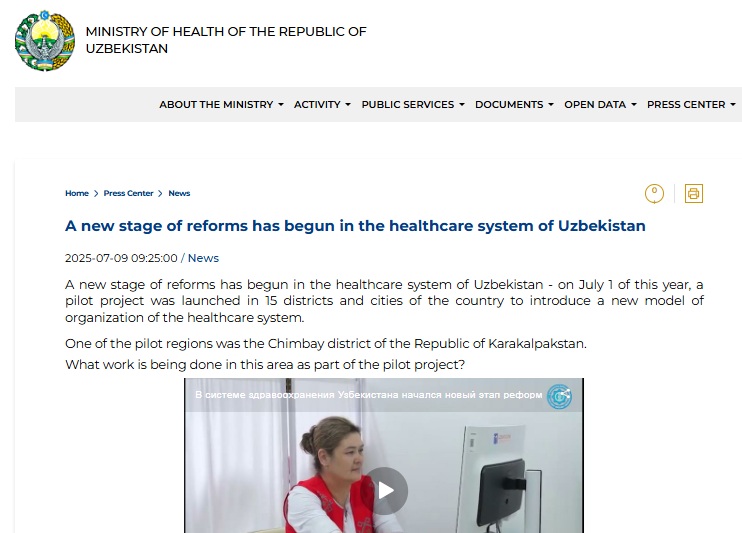 MINISTRY OF HEALTH OF THE REPUBLIC OF
UZBEKISTAN
ABOUT THE MINISTRY ACTIVITY PUBLIC SERVICES DOCUMENTS OPEN DATA PRESS CENTER
Home > Press Center > News
0
A new stage of reforms has begun in the healthcare system of Uzbekistan
2025-07-09 09:25:00 / News
A new stage of reforms has begun in the healthcare system of Uzbekistan - on July 1 of this year, a
pilot project was launched in 15 districts and cities of the country to introduce a new model of
organization of the healthcare system.
One of the pilot regions was the Chimbay district of the Republic of Karakalpakstan.
What work is being done in this area as part of the pilot project?
В системе здравоохранения Узбекистана начался новый этап реформ